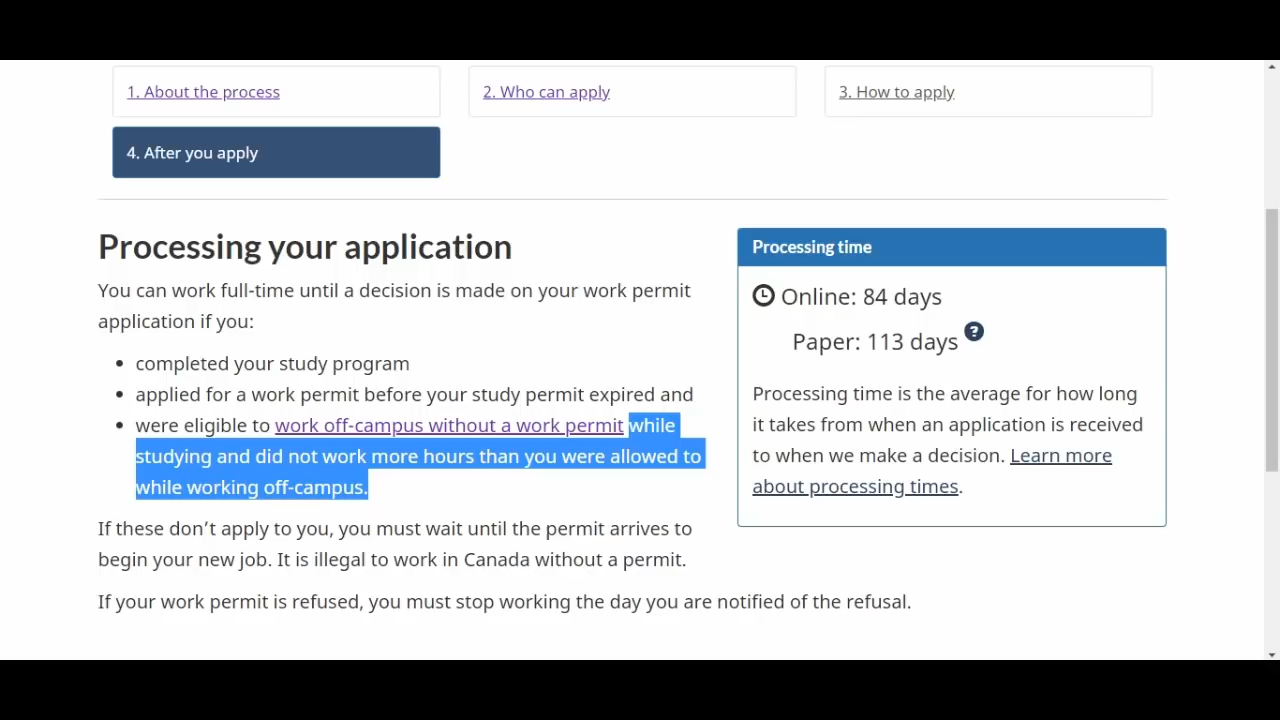 1. About the process
2. Who can apply
3. How to apply
4. After you apply
Processing your application
You can work full-time until a decision is made on your work permit
application if you:
completed your study program
applied for a work permit before your study permit expired and
were eligible to work off-campus without a work permit while
studying and did not work more hours than you were allowed to
while working off-campus.
If these don’t apply to you, you must wait until the permit arrives to
begin your new job. It is illegal to work in Canada without a permit.
If your work permit is refused, you must stop working the day you are notified of the refusal.
Processing time
Online: 84 days
Paper: 113 days ?
Processing time is the average for how long
it takes from when an application is received
to when we make a decision. Learn more
about processing times.